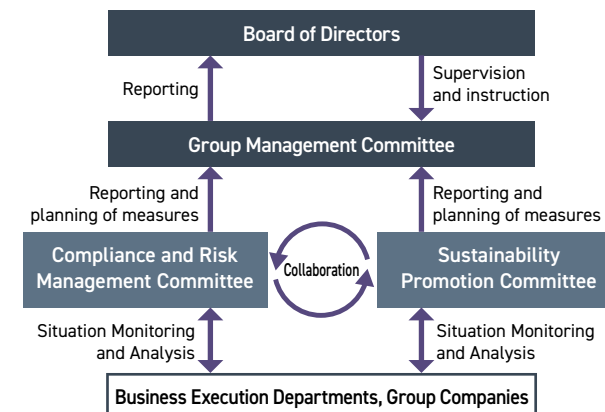 Board of Directors
Reporting
Supervision
and instruction
Group Management Committee
Reporting and
planning of measures
Reporting and
planning of measures
Compliance and Risk
Management Committee
Collaboration
Sustainability
Promotion Committee
Situation Monitoring
and Analysis
Situation Monitoring
and Analysis
Business Execution Departments, Group Companies